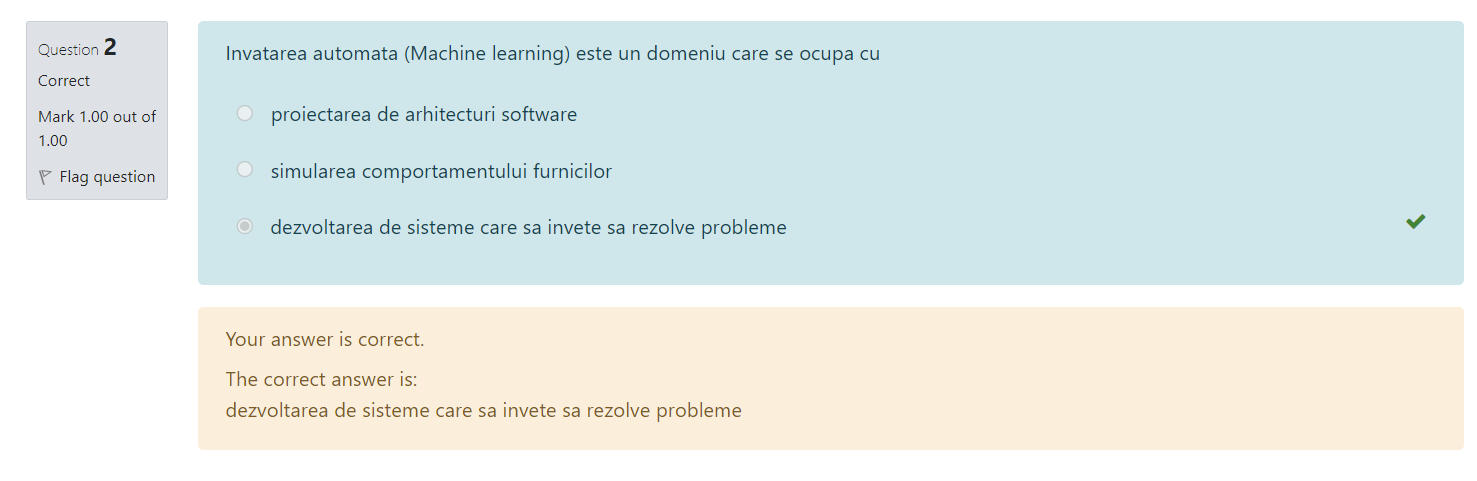 Question 2
Correct
Mark 1.00 out of
1.00
Flag question
Invatarea automata (Machine learning) este un domeniu care se ocupa cu
proiectarea de arhitecturi software
simularea comportamentului furnicilor
dezvoltarea de sisteme care sa invete sa rezolve probleme
Your answer is correct.
The correct answer is:
dezvoltarea de sisteme care sa invete sa rezolve probleme